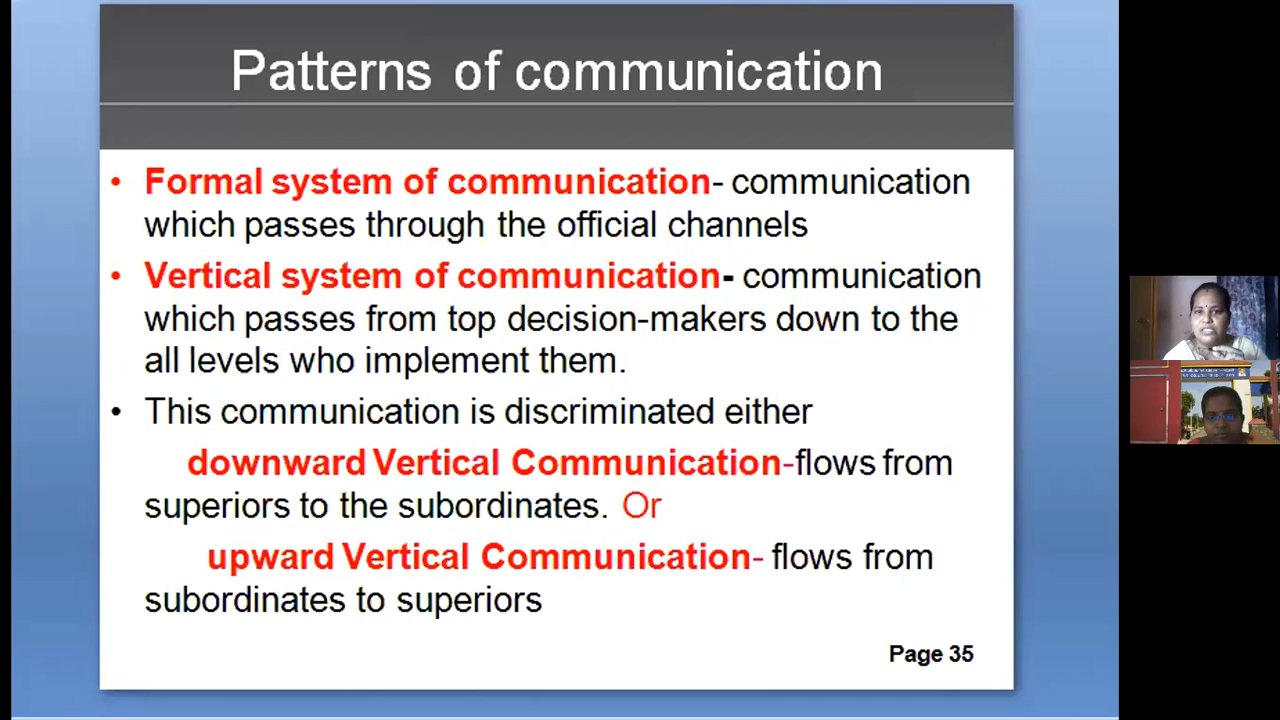 Patterns of communication
• Formal system of communication- communication
which passes through the official channels
• Vertical system of communication- communication
which passes from top decision-makers down to the
all levels who implement them.
• This communication is discriminated either
downward Vertical Communication-flows from
superiors to the subordinates. Or
upward Vertical Communication- flows from
subordinates to superiors
Page 35